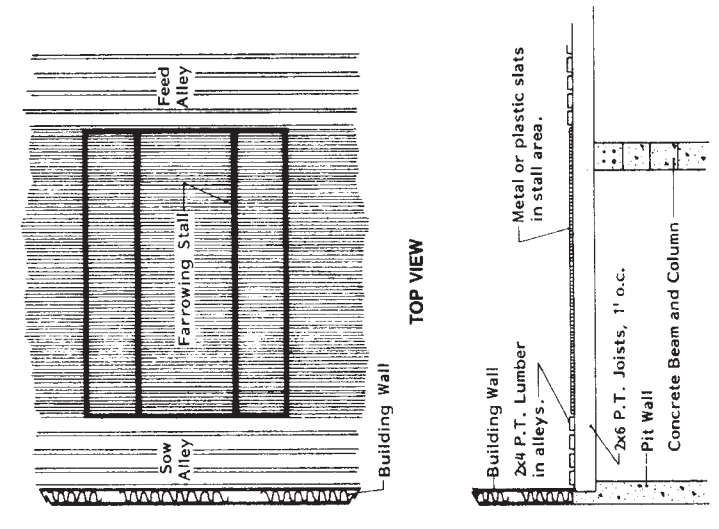 Feed
Alley
Farrowing Stall
Sow
Alley
Building Wall
TOP VIEW
Metal or plastic slats
in stall area.
Building Wall
2x4 P.T. Lumber
in alleys.
2x6 P.T. Joists, 1' o.c.
Pit Wall
Concrete Beam and Column